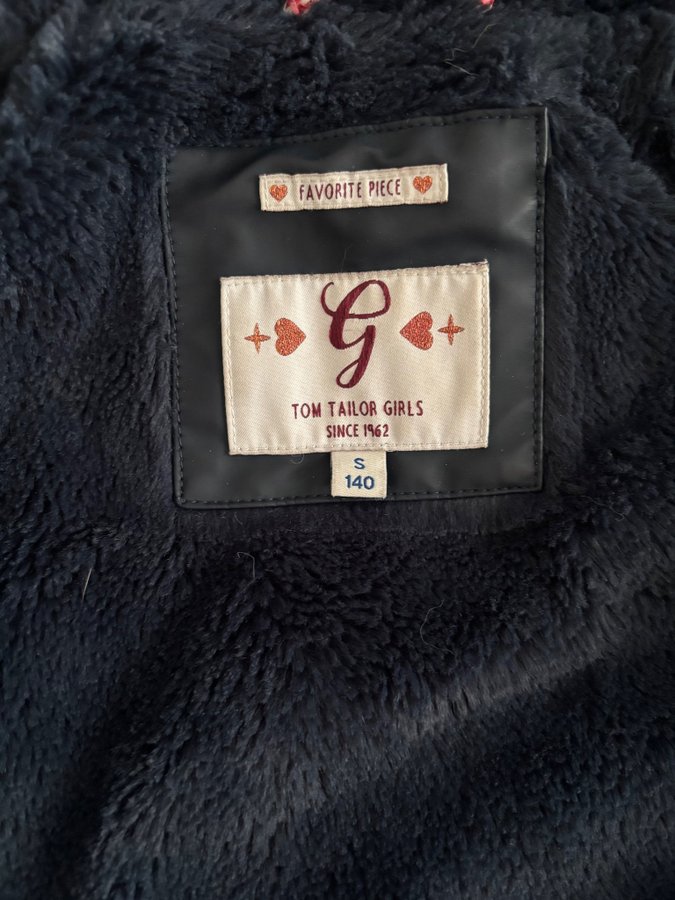 FAVORITE PIECE
G
TOM TAILOR GIRLS
SINCE 1962
S
140